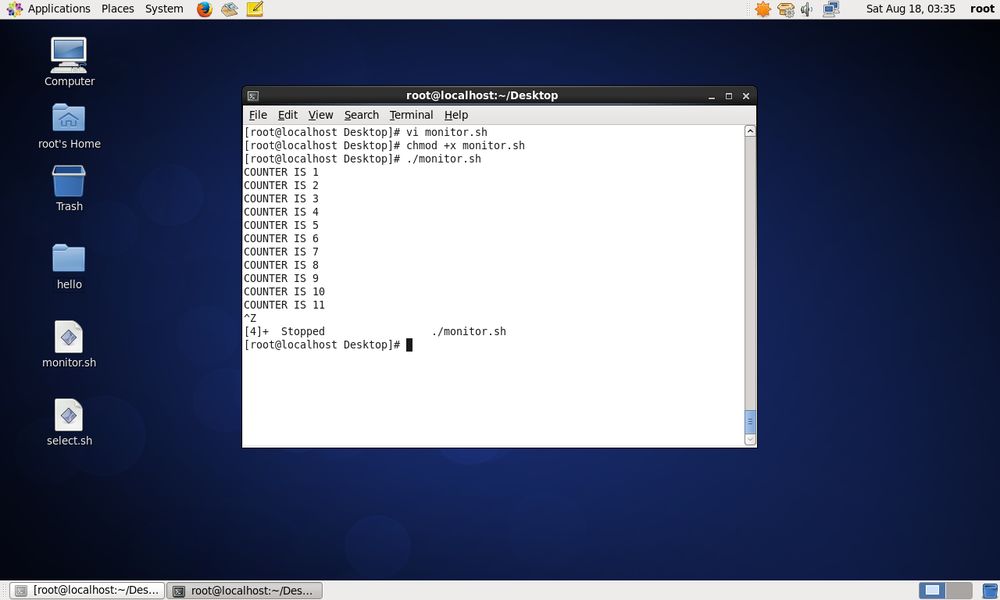 Applications Places System Sat Aug 18, 03:35 root
Computer
root's Home
Trash
hello
monitor.sh
select.sh
root@localhost:~/Desktop
File Edit View Search Terminal Help
[root@localhost Desktop]# vi monitor.sh
[root@localhost Desktop]# chmod +x monitor.sh
[root@localhost Desktop]# ./monitor.sh
COUNTER IS 1
COUNTER IS 2
COUNTER IS 3
COUNTER IS 4
COUNTER IS 5
COUNTER IS 6
COUNTER IS 7
COUNTER IS 8
COUNTER IS 9
COUNTER IS 10
COUNTER IS 11
^Z
[4]+  Stopped                 ./monitor.sh
[root@localhost Desktop]#
[root@localhost:~/Des... root@localhost:~/Des...